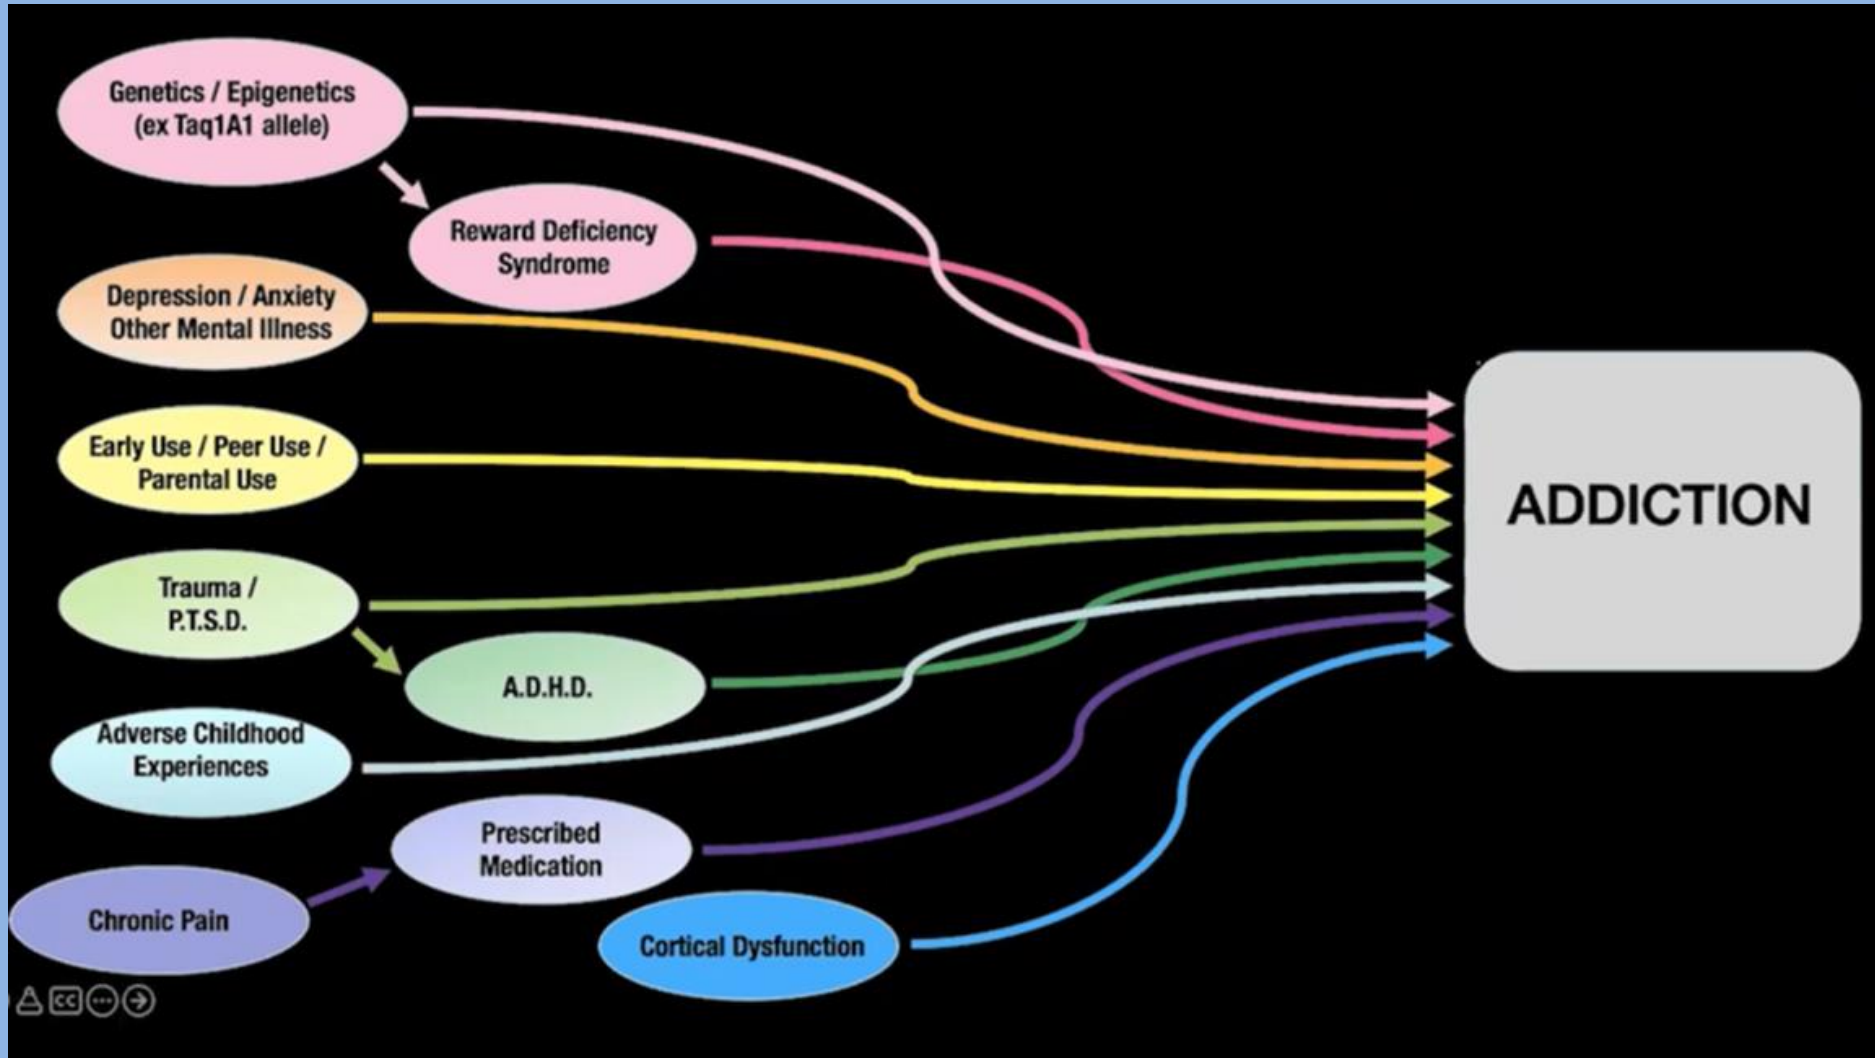 Genetics / Epigenetics
(ex Taq1A1 allele)
Reward Deficiency
Syndrome
Depression / Anxiety
Other Mental Illness
Early Use / Peer Use /
Parental Use
Trauma /
P.T.S.D.
A.D.H.D.
Adverse Childhood
Experiences
Prescribed
Medication
Chronic Pain
Cortical Dysfunction
ADDICTION
CC